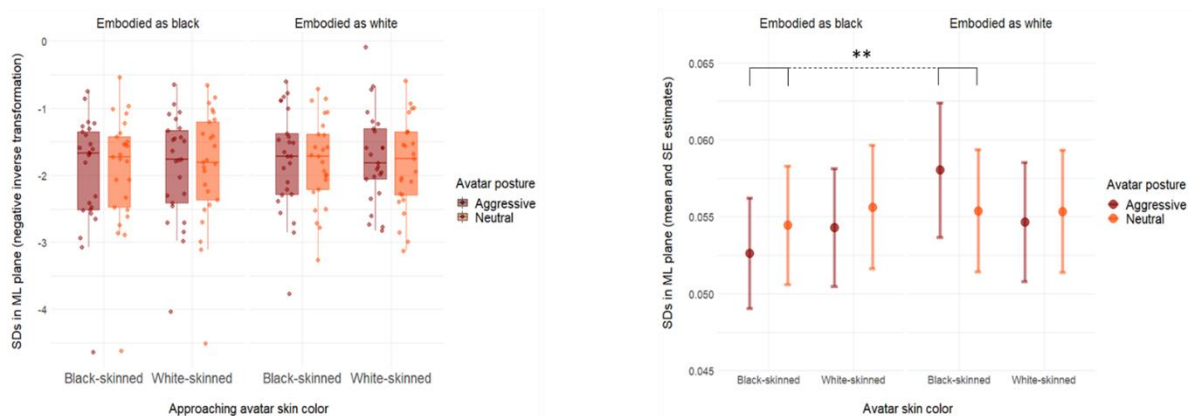 Embodied as black
Embodied as white
0
-1
-2
-3
-4
SDs in ML plane (negative inverse transformation)
Black-skinned
White-skinned
Black-skinned
White-skinned
Approaching avatar skin color
Avatar posture
Aggressive
Neutral
Embodied as black
Embodied as white
**
0.065
0.060
0.055
0.050
0.045
SDs in ML plane (mean and SE estimates)
Black-skinned
White-skinned
Black-skinned
White-skinned
Avatar skin color
Avatar posture
Aggressive
Neutral